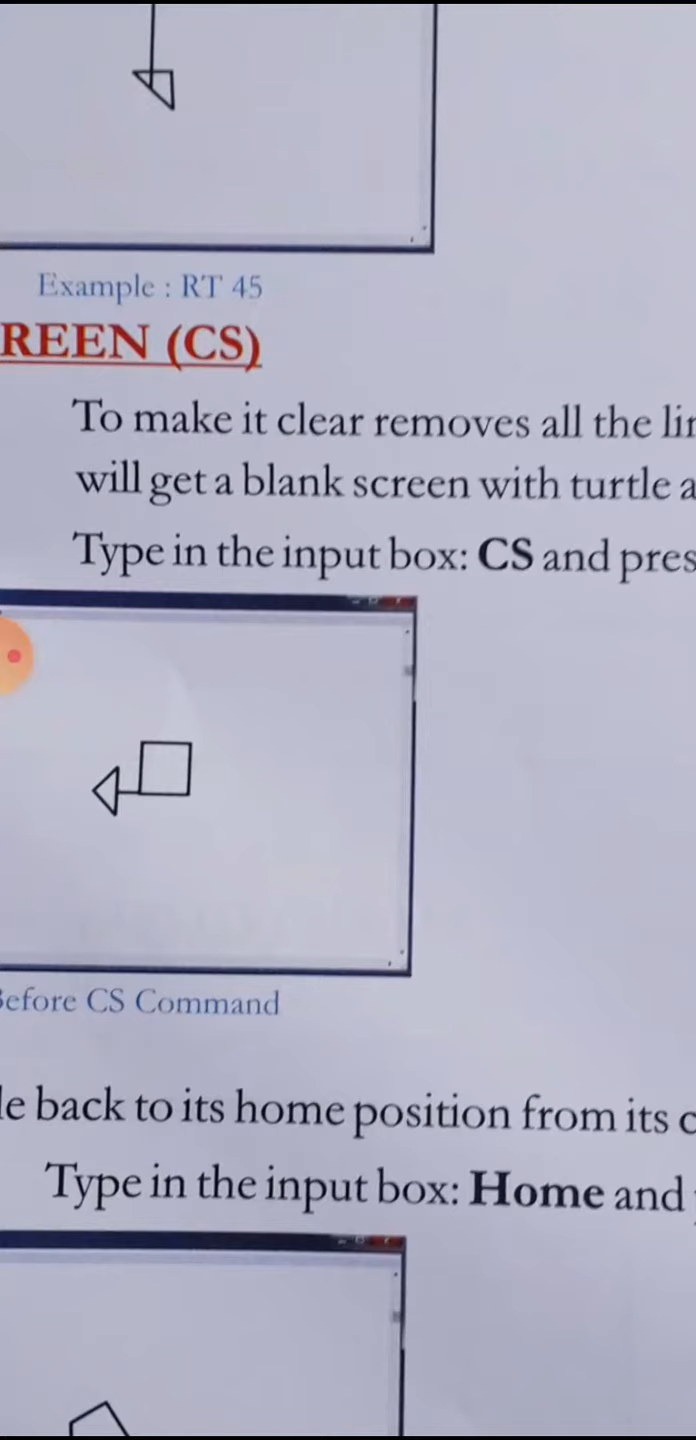 Example : RT 45
REEN (CS)
To make it clear removes all the lin
will get a blank screen with turtle a
Type in the input box: CS and pres
Before CS Command
le back to its home position from its c
Type in the input box: Home and